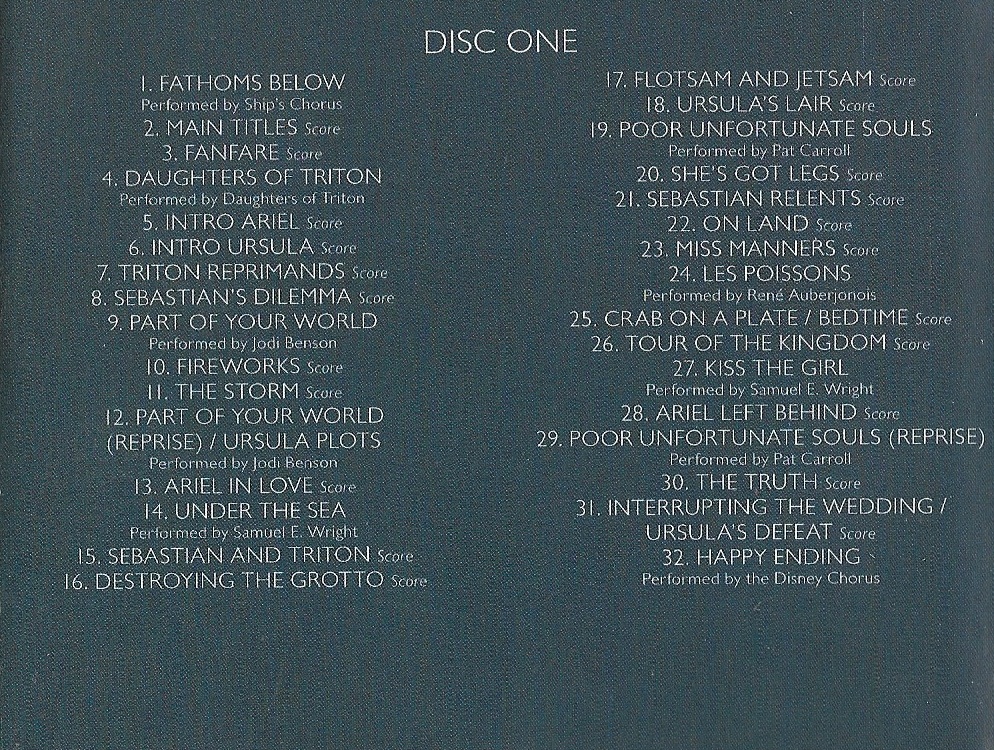 DISC ONE
1. FATHOMS BELOW
Performed by Ship's Chorus
2. MAIN TITLES Score
3. FANFARE Score
4. DAUGHTERS OF TRITON
Performed by Daughters of Triton
5. INTRO ARIEL Score
6. INTRO URSULA Score
7. TRITON REPRIMANDS Score
8. SEBASTIAN'S DILEMMA Score
9. PART OF YOUR WORLD
Performed by Jodi Benson
10. FIREWORKS Score
11. THE STORM Score
12. PART OF YOUR WORLD
(REPRISE) / URSULA PLOTS
Performed by Jodi Benson
13. ARIEL IN LOVE Score
14. UNDER THE SEA
Performed by Samuel E. Wright
15. SEBASTIAN AND TRITON Score
16. DESTROYING THE GROTTO Score
17. FLOTSAM AND JETSAM Score
18. URSULA'S LAIR Score
19. POOR UNFORTUNATE SOULS
Performed by Pat Carroll
20. SHE'S GOT LEGS Score
21. SEBASTIAN RELENTS Score
22. ON LAND Score
23. MISS MANNERS Score
24. LES POISSONS
Performed by René Auberjonois
25. CRAB ON A PLATE / BEDTIME Score
26. TOUR OF THE KINGDOM Score
27. KISS THE GIRL
Performed by Samuel E. Wright
28. ARIEL LEFT BEHIND Score
29. POOR UNFORTUNATE SOULS (REPRISE)
Performed by Pat Carroll
30. THE TRUTH Score
31. INTERRUPTING THE WEDDING /
URSULA'S DEFEAT Score
32. HAPPY ENDING
Performed by the Disney Chorus